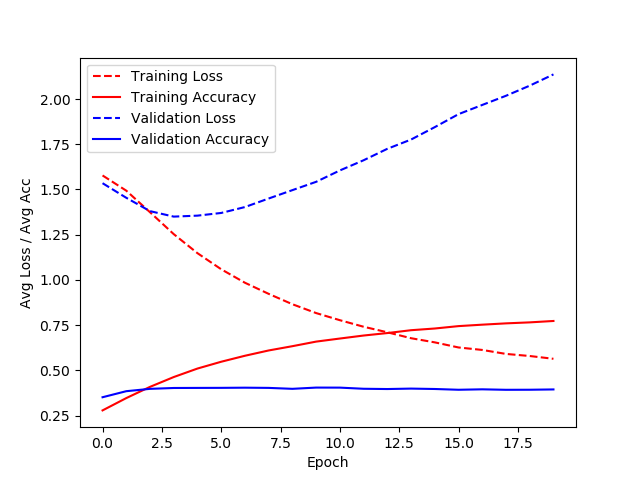 Training Loss
Training Accuracy
Validation Loss
Validation Accuracy
Avg Loss / Avg Acc
2.00
1.75
1.50
1.25
1.00
0.75
0.50
0.25
0.0 2.5 5.0 7.5 10.0 12.5 15.0 17.5
Epoch